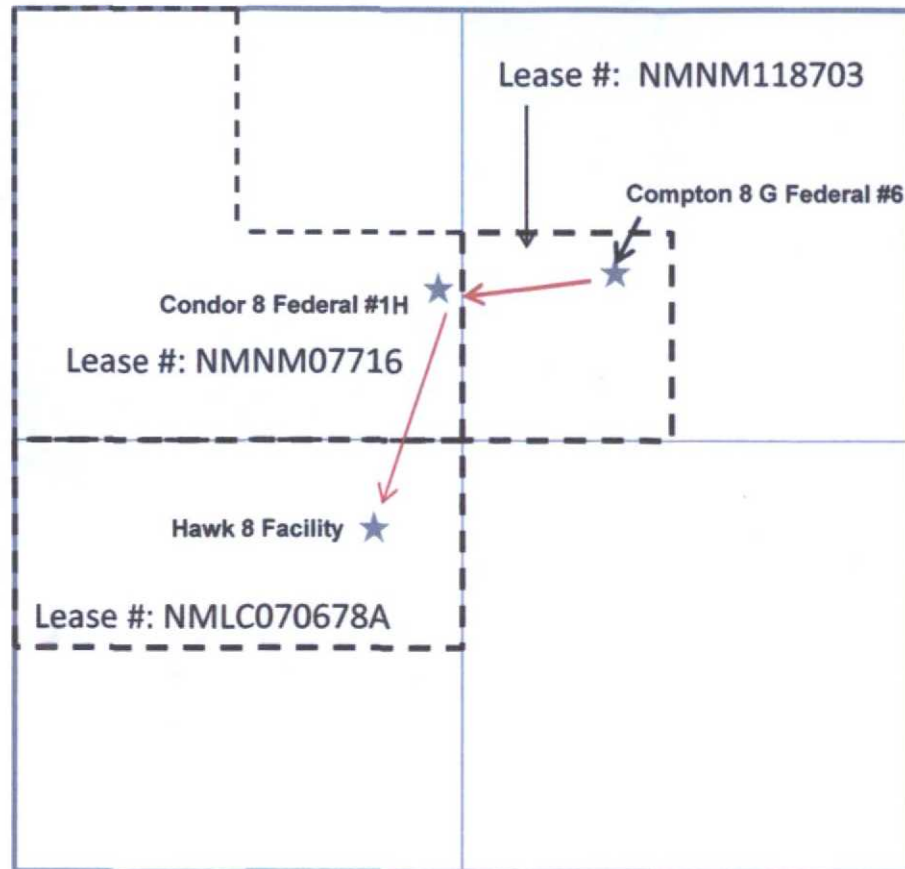 Lease #: NMNM118703
Compton 8 G Federal #6
Condor 8 Federal #1H
Lease #: NMNM07716
Hawk 8 Facility
Lease #: NMLC070678A